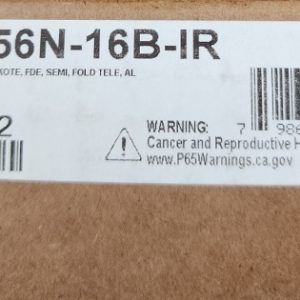 56N-16B-IR
KOTE, FDE, SEMI, FOLD TELE, AL
2
WARNING:
Cancer and Reproductive H
www.P65Warnings.ca.gov
7 986